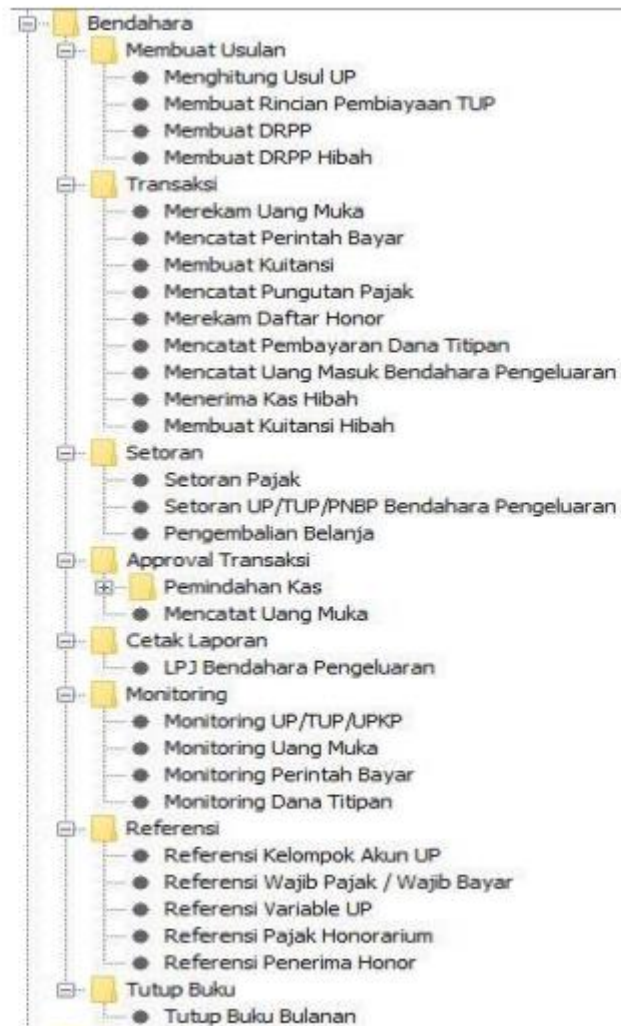 Bendahara
Membuat Usulan
Menghitung Usul UP
Membuat Rincian Pembiayaan TUP
Membuat DRPP
Membuat DRPP Hibah
Transaksi
Merekam Uang Muka
Mencatat Perintah Bayar
Membuat Kuitansi
Mencatat Pungutan Pajak
Merekam Daftar Honor
Mencatat Pembayaran Dana Titipan
Mencatat Uang Masuk Bendahara Pengeluaran
Menerima Kas Hibah
Membuat Kuitansi Hibah
Setoran
Setoran Pajak
Setoran UP/TUP/PNBP Bendahara Pengeluaran
Pengembalian Belanja
Approval Transaksi
Pemindahan Kas
Mencatat Uang Muka
Cetak Laporan
LPJ Bendahara Pengeluaran
Monitoring
Monitoring UP/TUP/UPKP
Monitoring Uang Muka
Monitoring Perintah Bayar
Monitoring Dana Titipan
Referensi
Referensi Kelompok Akun UP
Referensi Wajib Pajak / Wajib Bayar
Referensi Variable UP
Referensi Pajak Honorarium
Referensi Penerima Honor
Tutup Buku
Tutup Buku Bulanan